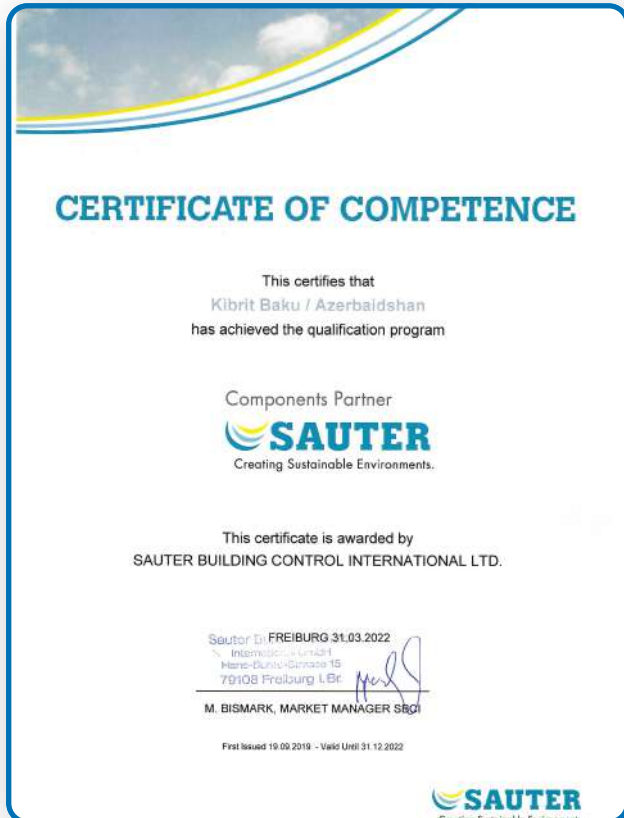 CERTIFICATE OF COMPETENCE
This certifies that
Kibrit Baku / Azerbaidshan
has achieved the qualification program
Components Partner
SAUTER
Creating Sustainable Environments.
This certificate is awarded by
SAUTER BUILDING CONTROL INTERNATIONAL LTD.
FREIBURG 31.03.2022
79108 Freiburg i.Br.
M. BISMARK, MARKET MANAGER SBCI
First Issued 19.09.2019 - Valid Until 31.12.2022
SAUTER